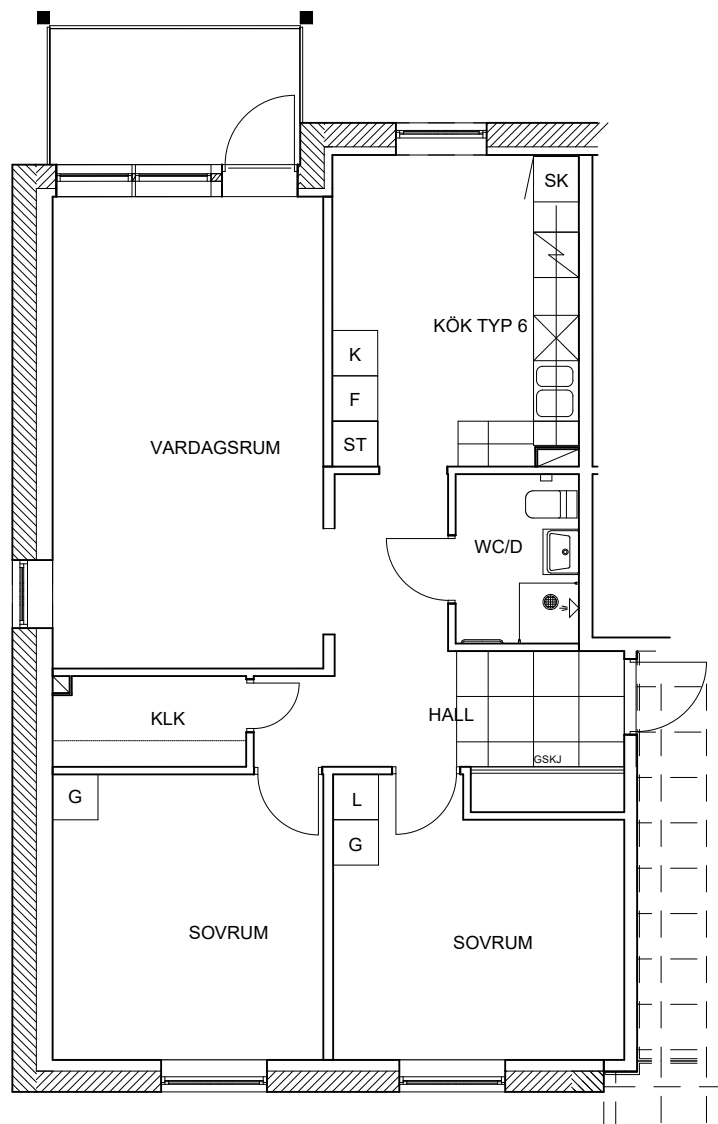 SK
KÖK TYP 6
K
F
ST
VARDAGSRUM
WC/D
KLK
HALL
GSKJ
G
L
G
SOVRUM
SOVRUM